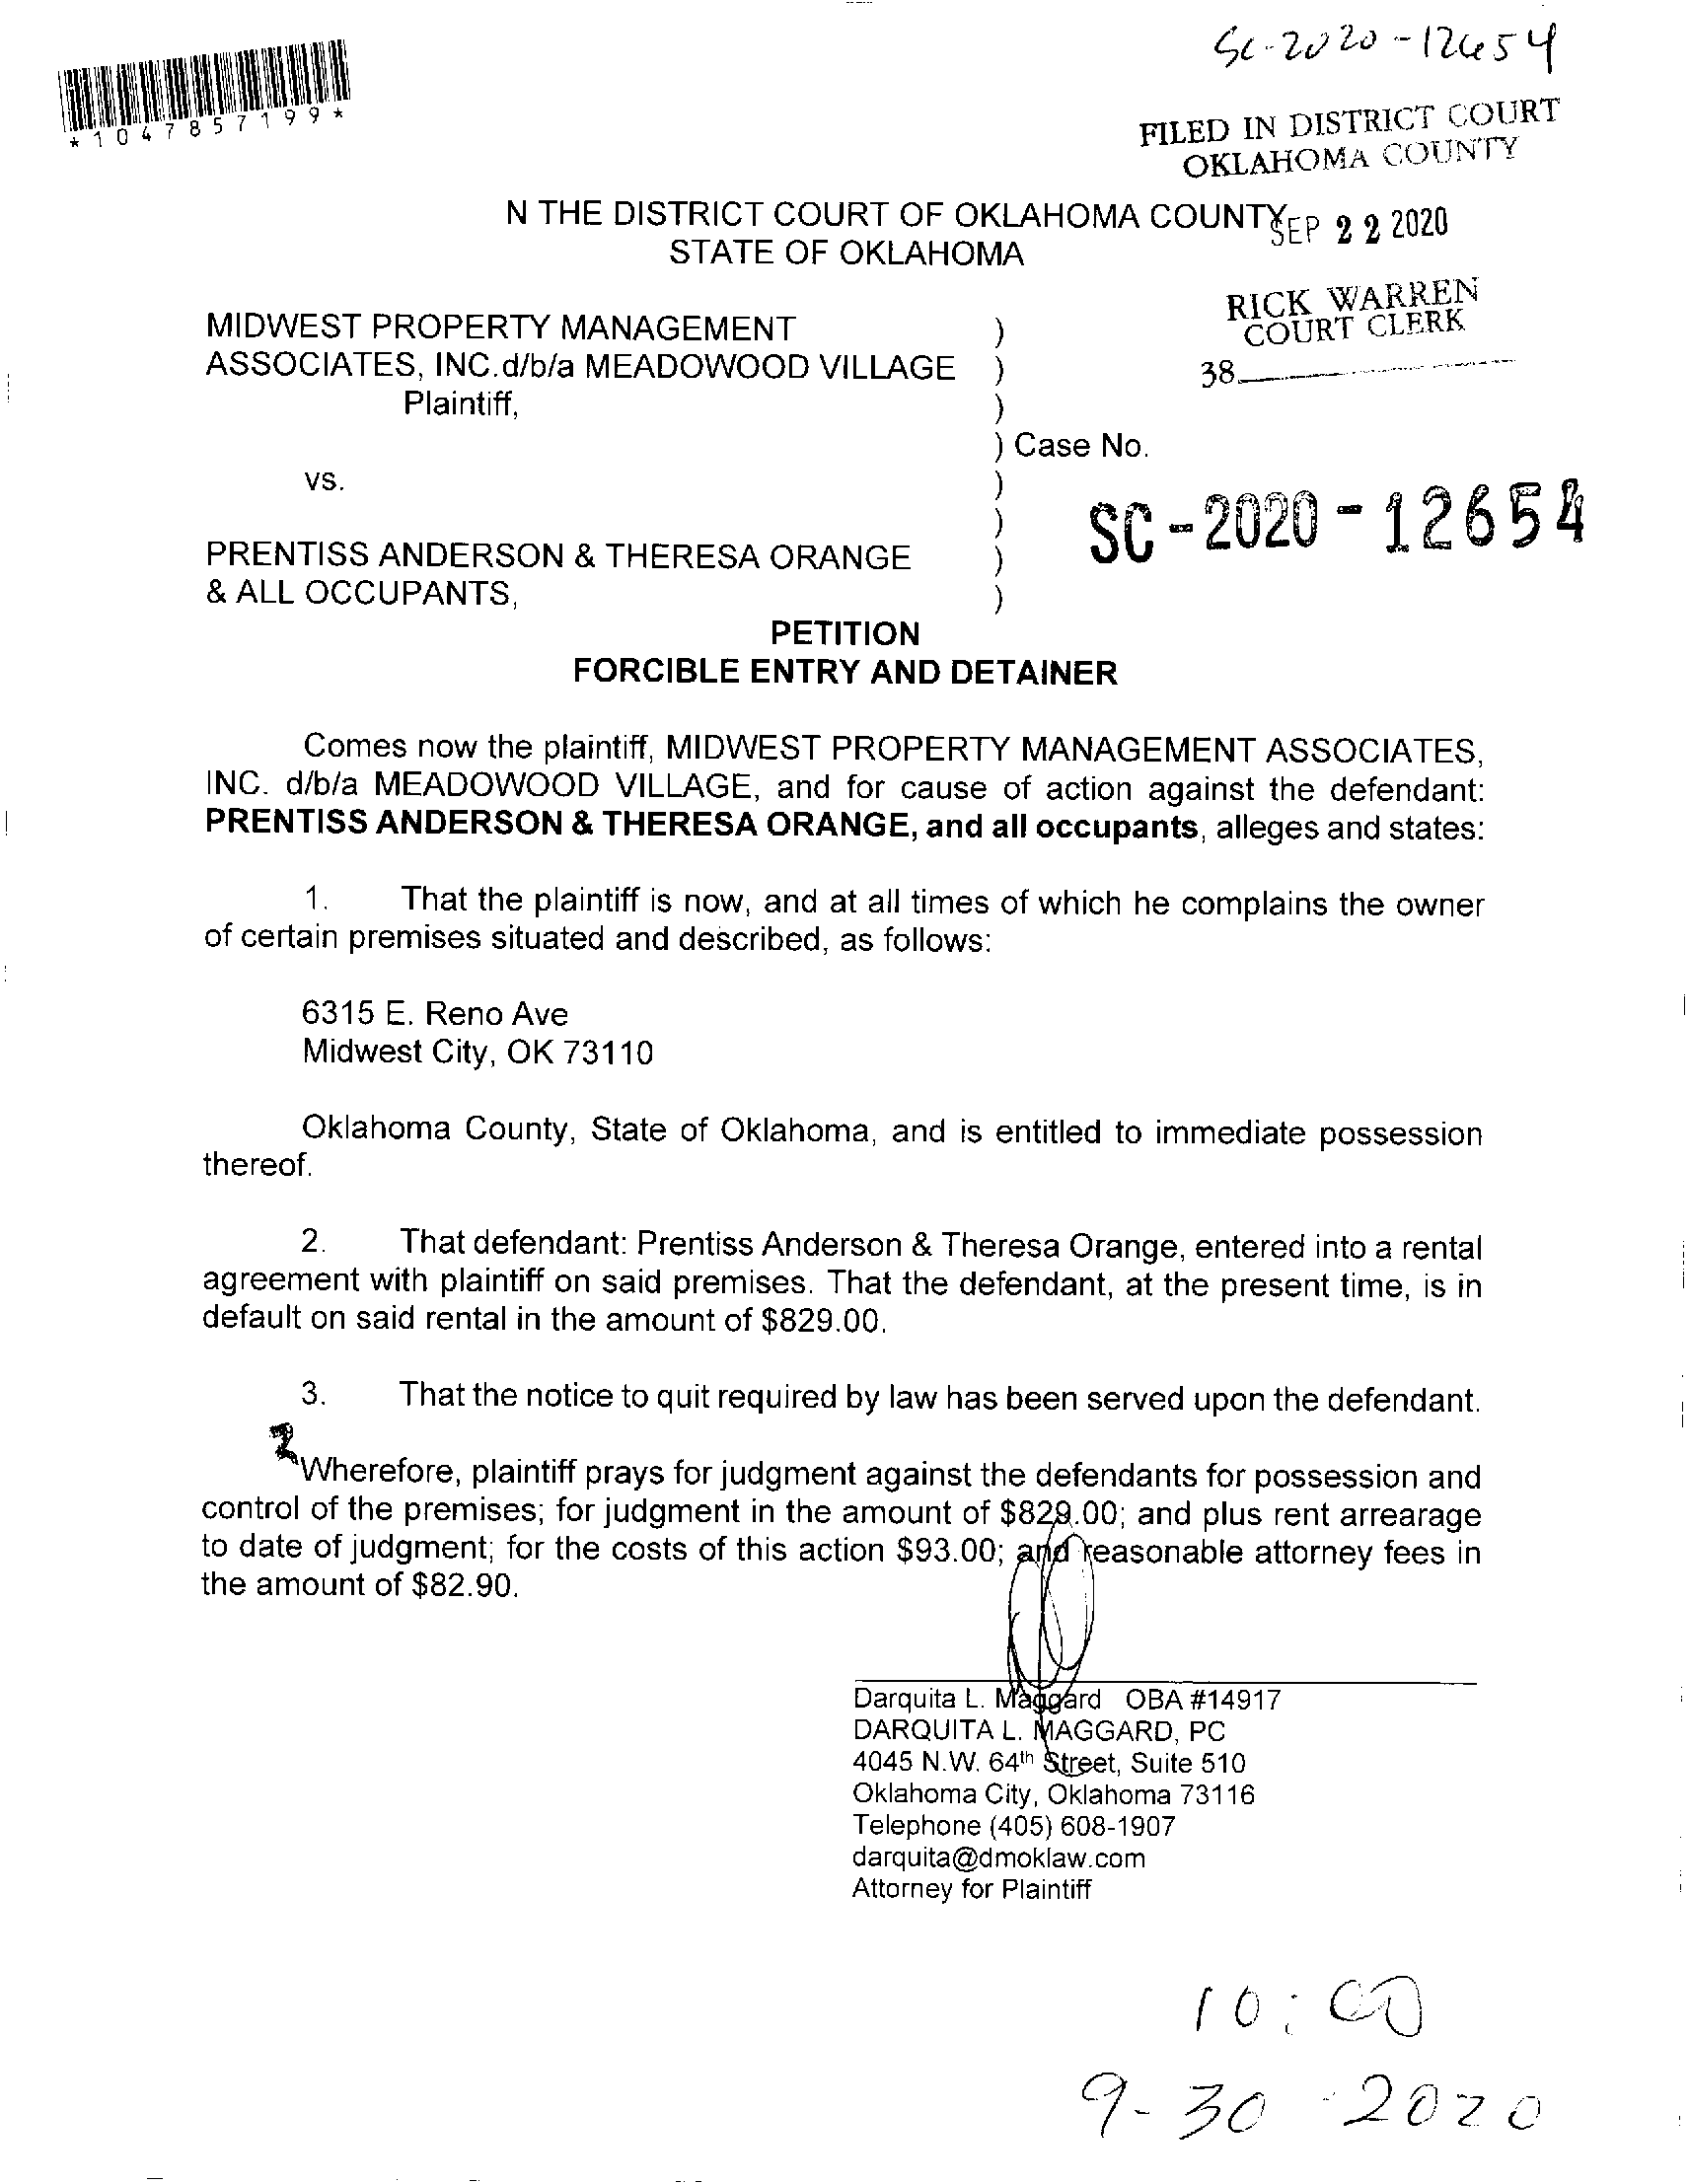 SC-2020-12654
*1047857199*
FILED IN DISTRICT COURT
OKLAHOMA COUNTY
N THE DISTRICT COURT OF OKLAHOMA COUNTY
SEP 22 2020
STATE OF OKLAHOMA
RICK WARREN
COURT CLERK
38
MIDWEST PROPERTY MANAGEMENT )
ASSOCIATES, INC.d/b/a MEADOWOOD VILLAGE )
Plaintiff, )
) Case No.
vs. )
) SC-2020-12654
PRENTISS ANDERSON & THERESA ORANGE )
& ALL OCCUPANTS, )
PETITION
FORCIBLE ENTRY AND DETAINER
Comes now the plaintiff, MIDWEST PROPERTY MANAGEMENT ASSOCIATES,
INC. d/b/a MEADOWOOD VILLAGE, and for cause of action against the defendant:
PRENTISS ANDERSON & THERESA ORANGE, and all occupants, alleges and states:
1. That the plaintiff is now, and at all times of which he complains the owner
of certain premises situated and described, as follows:
6315 E. Reno Ave
Midwest City, OK 73110
Oklahoma County, State of Oklahoma, and is entitled to immediate possession
thereof.
2. That defendant: Prentiss Anderson & Theresa Orange, entered into a rental
agreement with plaintiff on said premises. That the defendant, at the present time, is in
default on said rental in the amount of $829.00.
3. That the notice to quit required by law has been served upon the defendant.
2
Wherefore, plaintiff prays for judgment against the defendants for possession and
control of the premises; for judgment in the amount of $829.00; and plus rent arrearage
to date of judgment; for the costs of this action $93.00; and reasonable attorney fees in
the amount of $82.90.
Darquita L. Maggard OBA #14917
DARQUITA L. MAGGARD, PC
4045 N.W. 64th Street, Suite 510
Oklahoma City, Oklahoma 73116
Telephone (405) 608-1907
darquita@dmoklaw.com
Attorney for Plaintiff
10:00
9-30-2020